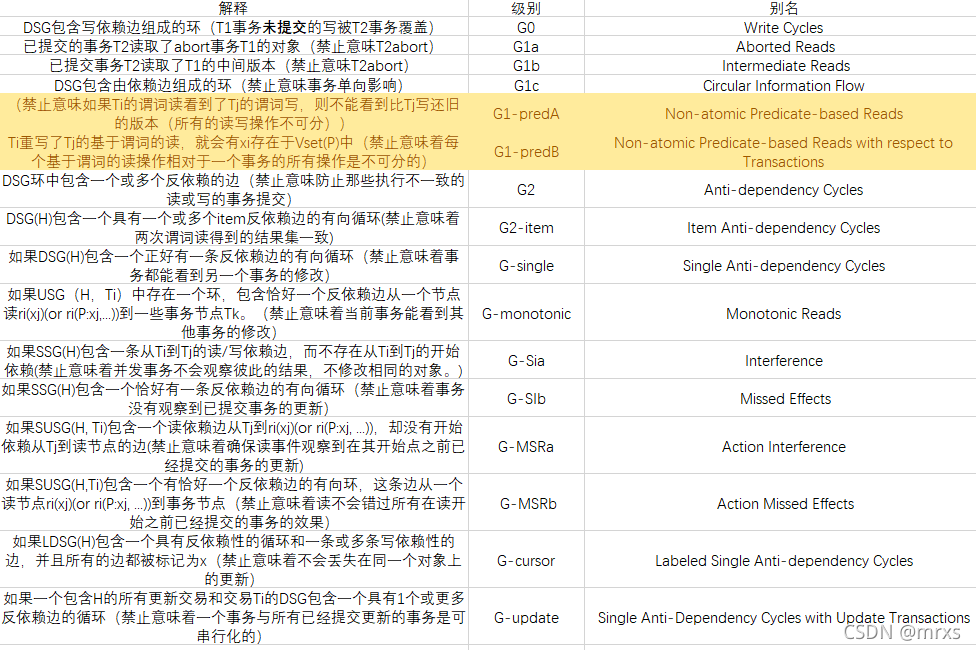 解释 级别 别名
DSG包含写依赖边组成的环（T1事务未提交的写被T2事务覆盖） G0 Write Cycles
已提交的事务T2读取了abort事务T1的对象（禁止意味T2abort） G1a Aborted Reads
已提交事务T2读取了T1的中间版本（禁止意味T2abort） G1b Intermediate Reads
DSG包含由依赖边组成的环（禁止意味事务单向影响） G1c Circular Information Flow
（禁止意味如果Ti的谓词读看到了Tj的谓词写，则不能看到比Tj写还旧
的版本（所有的读写操作不可分）） G1-predA Non-atomic Predicate-based Reads
Ti重写了Tj的基于谓词的读，就会有xi存在于Vset(P)中（禁止意味着每
个基于谓词的读操作相对于一个事务的所有操作是不可分的） G1-predB Non-atomic Predicate-based Reads with respect to
Transactions
DSG环中包含一个或多个反依赖的边（禁止意味防止那些执行不一致的
读或写的事务提交） G2 Anti-dependency Cycles
DSG(H)包含一个具有一个或多个item反依赖边的有向循环(禁止意味着
两次谓词读得到的结果集一致） G2-item Item Anti-dependency Cycles
如果DSG(H)包含一个正好有一条反依赖边的有向循环（禁止意味着事
务都能看到另一个事务的修改） G-single Single Anti-dependency Cycles
如果USG（H，Ti）中存在一个环，包含恰好一个反依赖边从一个节点
读ri(xj)(or ri(P:xj,...))到一些事务节点Tk。（禁止意味着当前事务能看到其
他事务的修改） G-monotonic Monotonic Reads
如果SSG(H)包含一条从Ti到Tj的读/写依赖边，而不存在从Ti到Tj的开始
依赖(禁止意味着并发事务不会观察彼此的结果，不修改相同的对象。) G-Sia Interference
如果SSG(H)包含一个恰好有一条反依赖边的有向循环（禁止意味着事务
没有观察到已提交事务的更新） G-SIb Missed Effects
如果SUSG(H, Ti)包含一个读依赖边从Tj到ri(xj)(or ri(P:xj, ...))，却没有开始
依赖从Tj到读节点的边(禁止意味着确保读事件观察到在其开始点之前已
经提交的事务的更新) G-MSRa Action Interference
如果SUSG(H,Ti)包含一个有恰好一个反依赖边的有向环，这条边从一个
读节点ri(xj)(or ri(P:xj, ...))到事务节点（禁止意味着读不会错过所有在读开
始之前已经提交的事务的效果） G-MSRb Action Missed Effects
如果LDSG(H)包含一个具有反依赖性的循环和一条或多条写依赖性的
边，并且所有的边都被标记为x（禁止意味着不会丢失在同一个对象上
的更新） G-cursor Labeled Single Anti-dependency Cycles
如果一个包含H的所有更新交易和交易Ti的DSG包含一个具有1个或更多
反依赖边的循环（禁止意味着一个事务与所有已经提交更新的事务是可
串行化的） G-update Single Anti-Dependency Cycles with Update Transactions
CSDN @mrxs